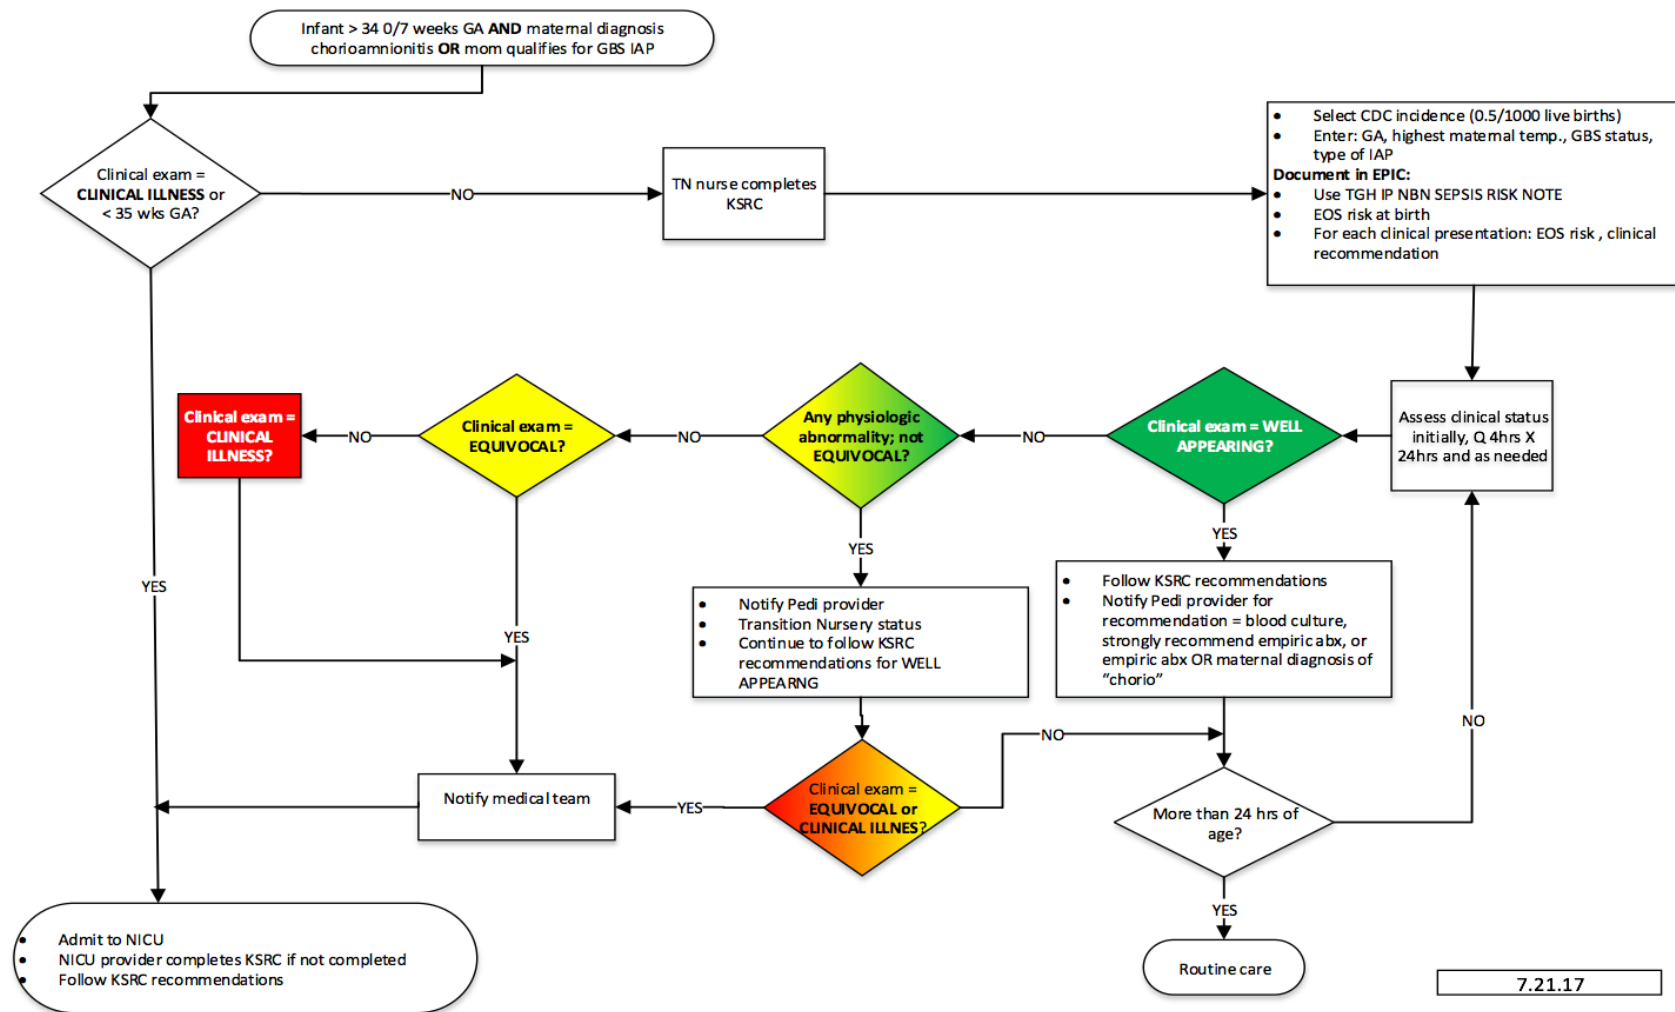 Infant > 34 0/7 weeks GA AND maternal diagnosis
chorioamnionitis OR mom qualifies for GBS IAP
Clinical exam =
CLINICAL ILLNESS or
< 35 wks GA?
NO
TN nurse completes
KSRC
• Select CDC incidence (0.5/1000 live births)
• Enter: GA, highest maternal temp., GBS status,
type of IAP
Document in EPIC:
• Use TGH IP NBN SEPSIS RISK NOTE
• EOS risk at birth
• For each clinical presentation: EOS risk , clinical
recommendation
Assess clinical status
initially, Q 4hrs X
24hrs and as needed
Clinical exam = WELL
APPEARING?
NO
Any physiologic
abnormality; not
EQUIVOCAL?
NO
Clinical exam =
EQUIVOCAL?
NO
Clinical exam =
CLINICAL
ILLNESS?
YES
YES
YES
YES
• Notify Pedi provider
• Transition Nursery status
• Continue to follow KSRC
recommendations for WELL
APPEARNG
• Follow KSRC recommendations
• Notify Pedi provider for
recommendation = blood culture,
strongly recommend empiric abx, or
empiric abx OR maternal diagnosis of
“chorio”
NO
NO
Clinical exam =
EQUIVOCAL or
CLINICAL ILLNES?
YES
Notify medical team
More than 24 hrs of
age?
YES
Routine care
• Admit to NICU
• NICU provider completes KSRC if not completed
• Follow KSRC recommendations
7.21.17